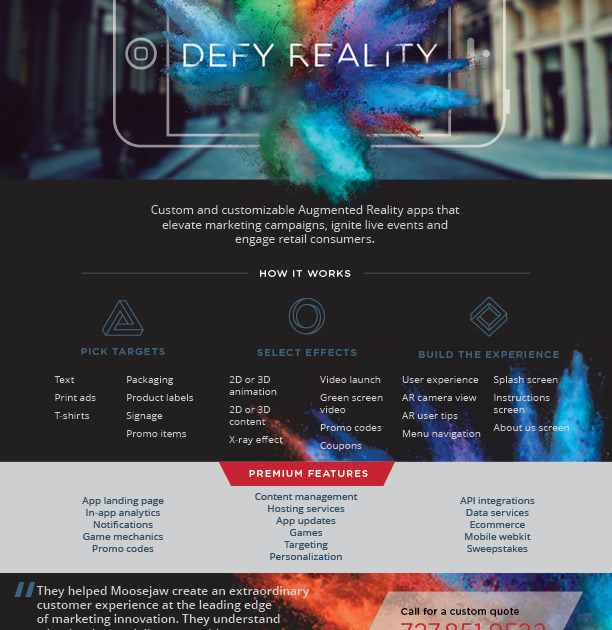 DEFY REALITY
Custom and customizable Augmented Reality apps that
elevate marketing campaigns, ignite live events and
engage retail consumers.
HOW IT WORKS
PICK TARGETS
Text
Print ads
T-shirts
Packaging
Product labels
Signage
Promo items
SELECT EFFECTS
2D or 3D
animation
2D or 3D
content
X-ray effect
Video launch
Green screen
video
Promo codes
Coupons
BUILD THE EXPERIENCE
User experience
AR camera view
AR user tips
Menu navigation
Splash screen
Instructions
screen
About us screen
PREMIUM FEATURES
App landing page
In-app analytics
Notifications
Game mechanics
Promo codes
Content management
Hosting services
App updates
Games
Targeting
Personalization
API integrations
Data services
Ecommerce
Mobile webkit
Sweepstakes
They helped Moosejaw create an extraordinary
customer experience at the leading edge
of marketing innovation. They understand
Call for a custom quote